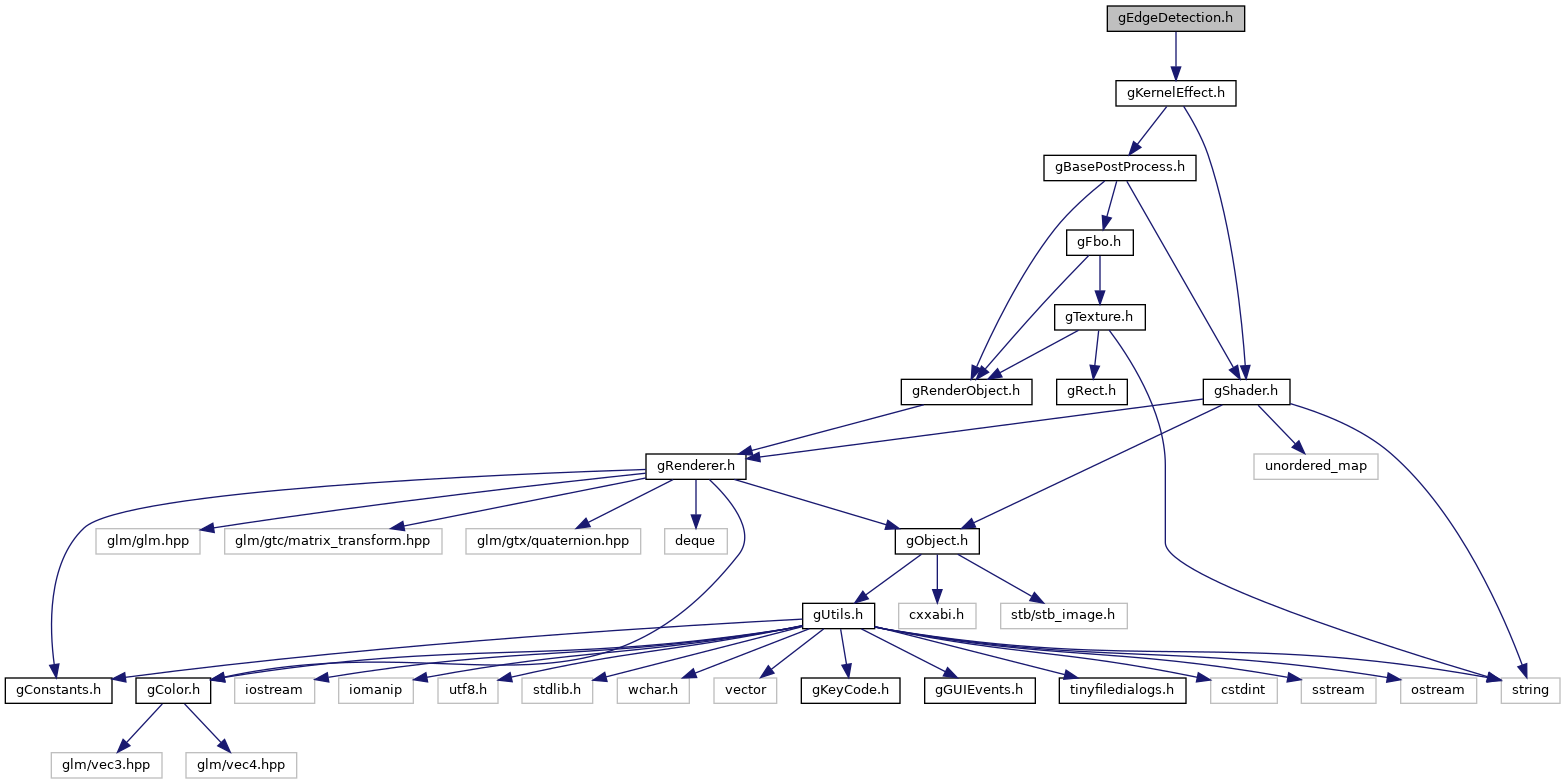 gEdgeDetection.h
gKernelEffect.h
gBasePostProcess.h
gFbo.h
gTexture.h
gRenderObject.h
gRect.h
gShader.h
gRenderer.h
unordered_map
glm/glm.hpp
glm/gtc/matrix_transform.hpp
glm/gtx/quaternion.hpp
deque
gObject.h
gUtils.h
cxxabi.h
stb/stb_image.h
gConstants.h
gColor.h
iostream
iomanip
utf8.h
stdlib.h
wchar.h
vector
gKeyCode.h
gGUIEvents.h
tinyfiledialogs.h
cstdint
sstream
ostream
string
glm/vec3.hpp
glm/vec4.hpp